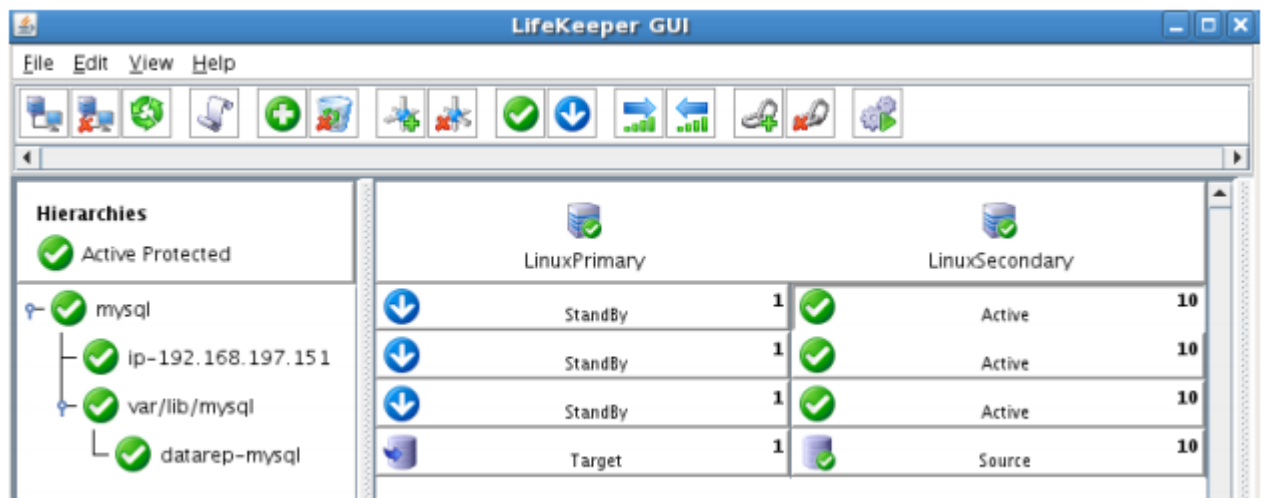 LifeKeeper GUI
File Edit View Help
Hierarchies
Active Protected
LinuxPrimary LinuxSecondary
mysql StandBy 1 Active 10
ip-192.168.197.151 StandBy 1 Active 10
var/lib/mysql StandBy 1 Active 10
datarep-mysql Target 1 Source 10